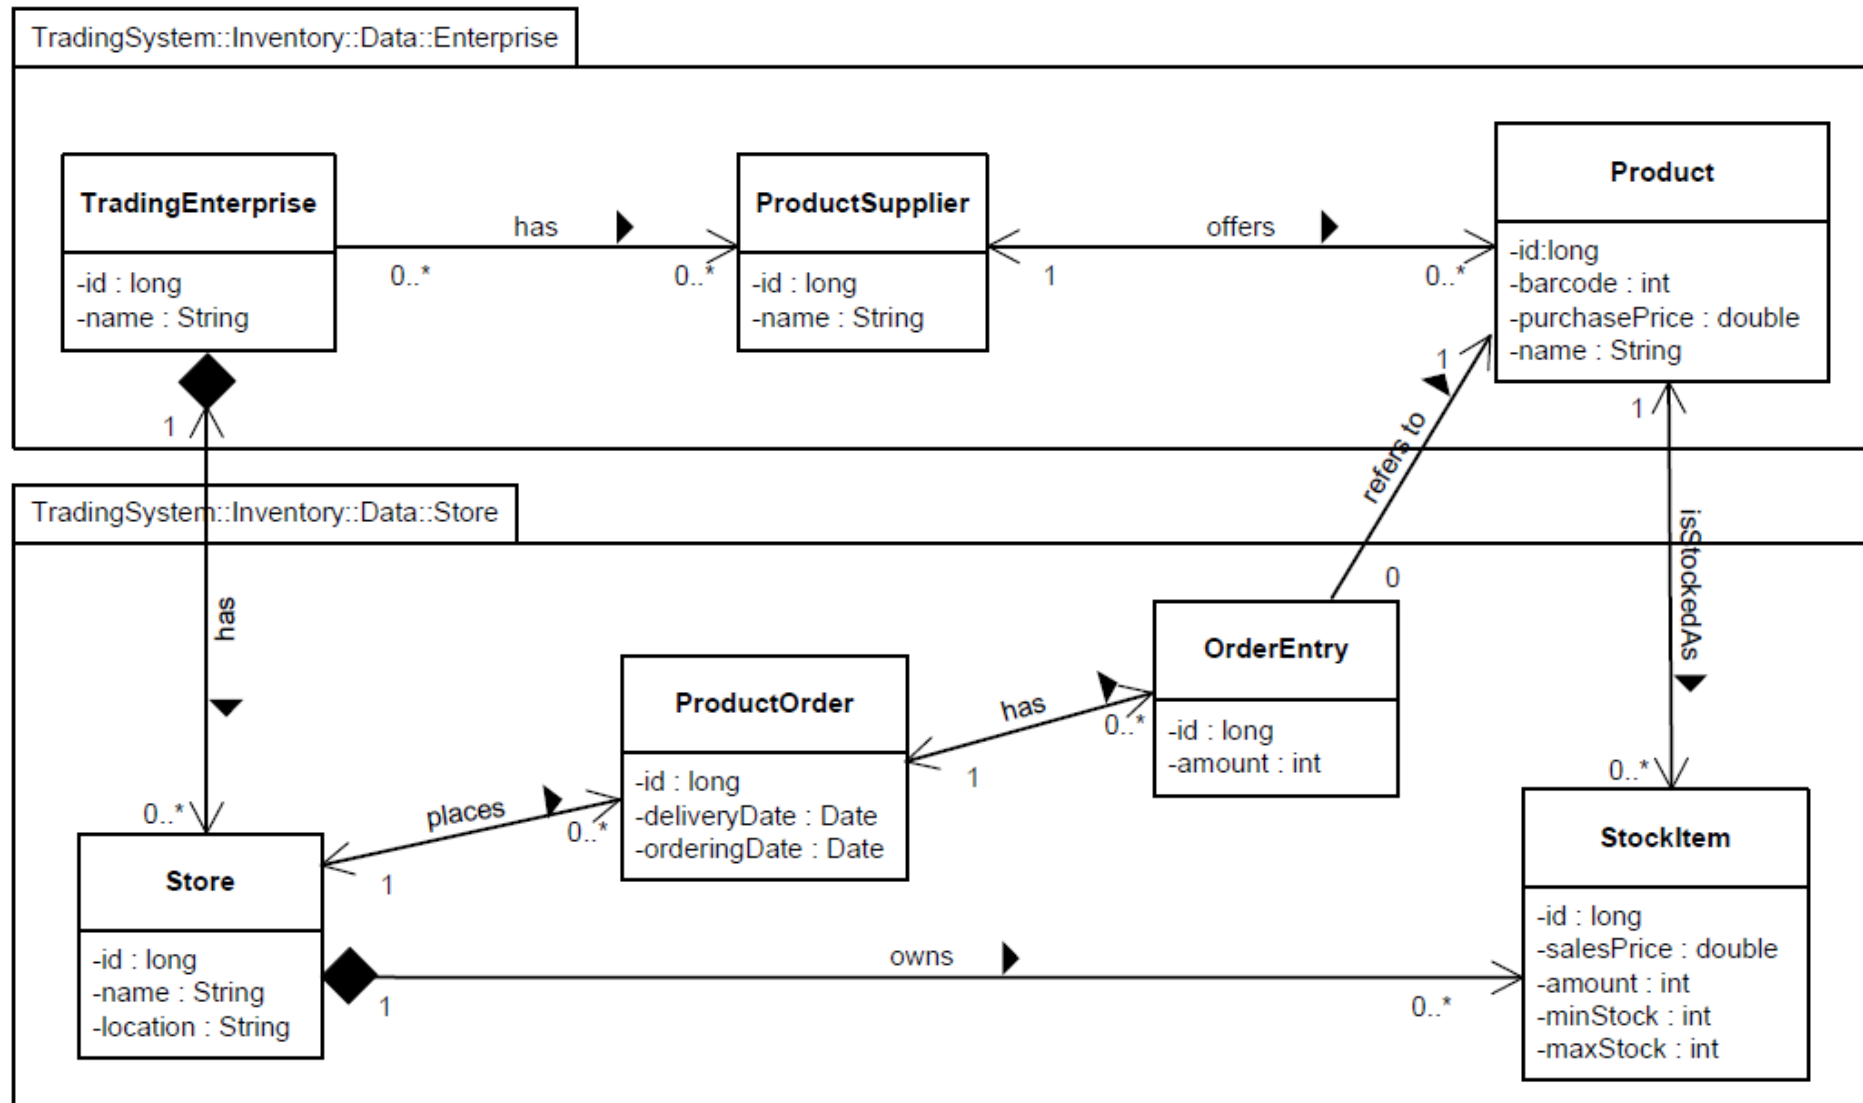 TradingSystem::Inventory::Data::Enterprise
TradingEnterprise
-id : long
-name : String
has
0..*
0..*
ProductSupplier
-id : long
-name : String
offers
1
0..*
Product
-id:long
-barcode : int
-purchasePrice : double
-name : String
1
1
1
refers to
isStockedAs
TradingSystem::Inventory::Data::Store
has
0..*
0
OrderEntry
-id : long
-amount : int
ProductOrder
-id : long
-deliveryDate : Date
-orderingDate : Date
has
0..*
1
places
0..*
1
0..*
Store
-id : long
-name : String
-location : String
owns
1
0..*
StockItem
-id : long
-salesPrice : double
-amount : int
-minStock : int
-maxStock : int